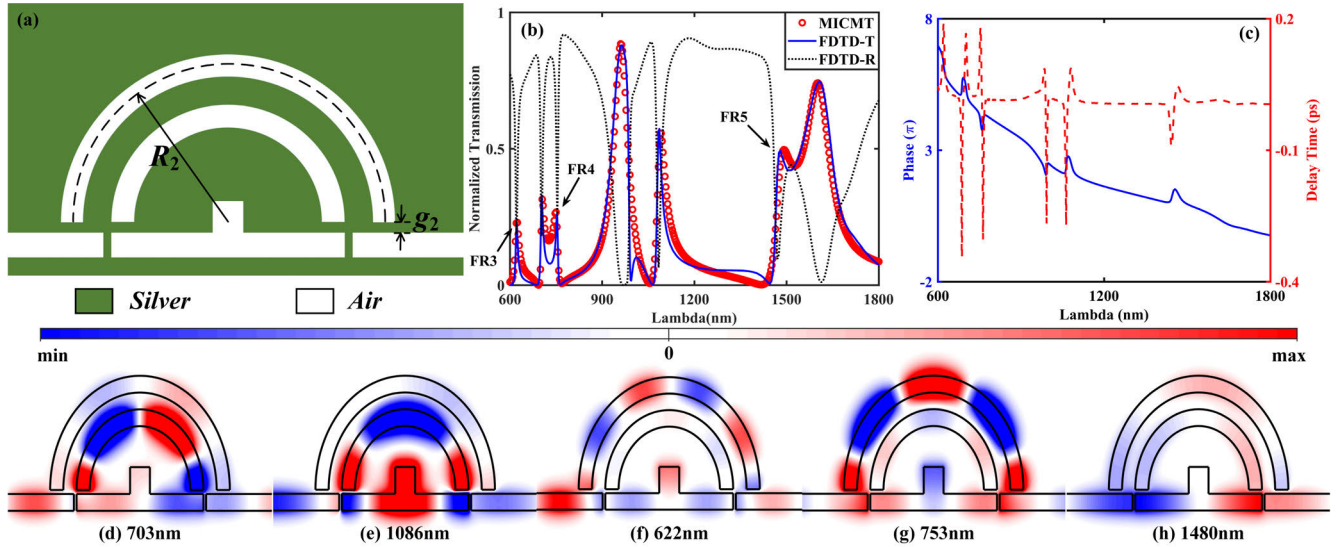 (a)
R2
g2
Silver
Air
(b)
MICMT
FDTD-T
FDTD-R
FR3
FR4
FR5
Normalized Transmission
1
0.5
0
600
900
1200
1500
1800
Lambda(nm)
(c)
Phase (π)
8
3
-2
600
1200
1800
Lambda (nm)
0.2
-0.1
-0.4
Delay Time (ps)
min
0
max
(d) 703nm
(e) 1086nm
(f) 622nm
(g) 753nm
(h) 1480nm